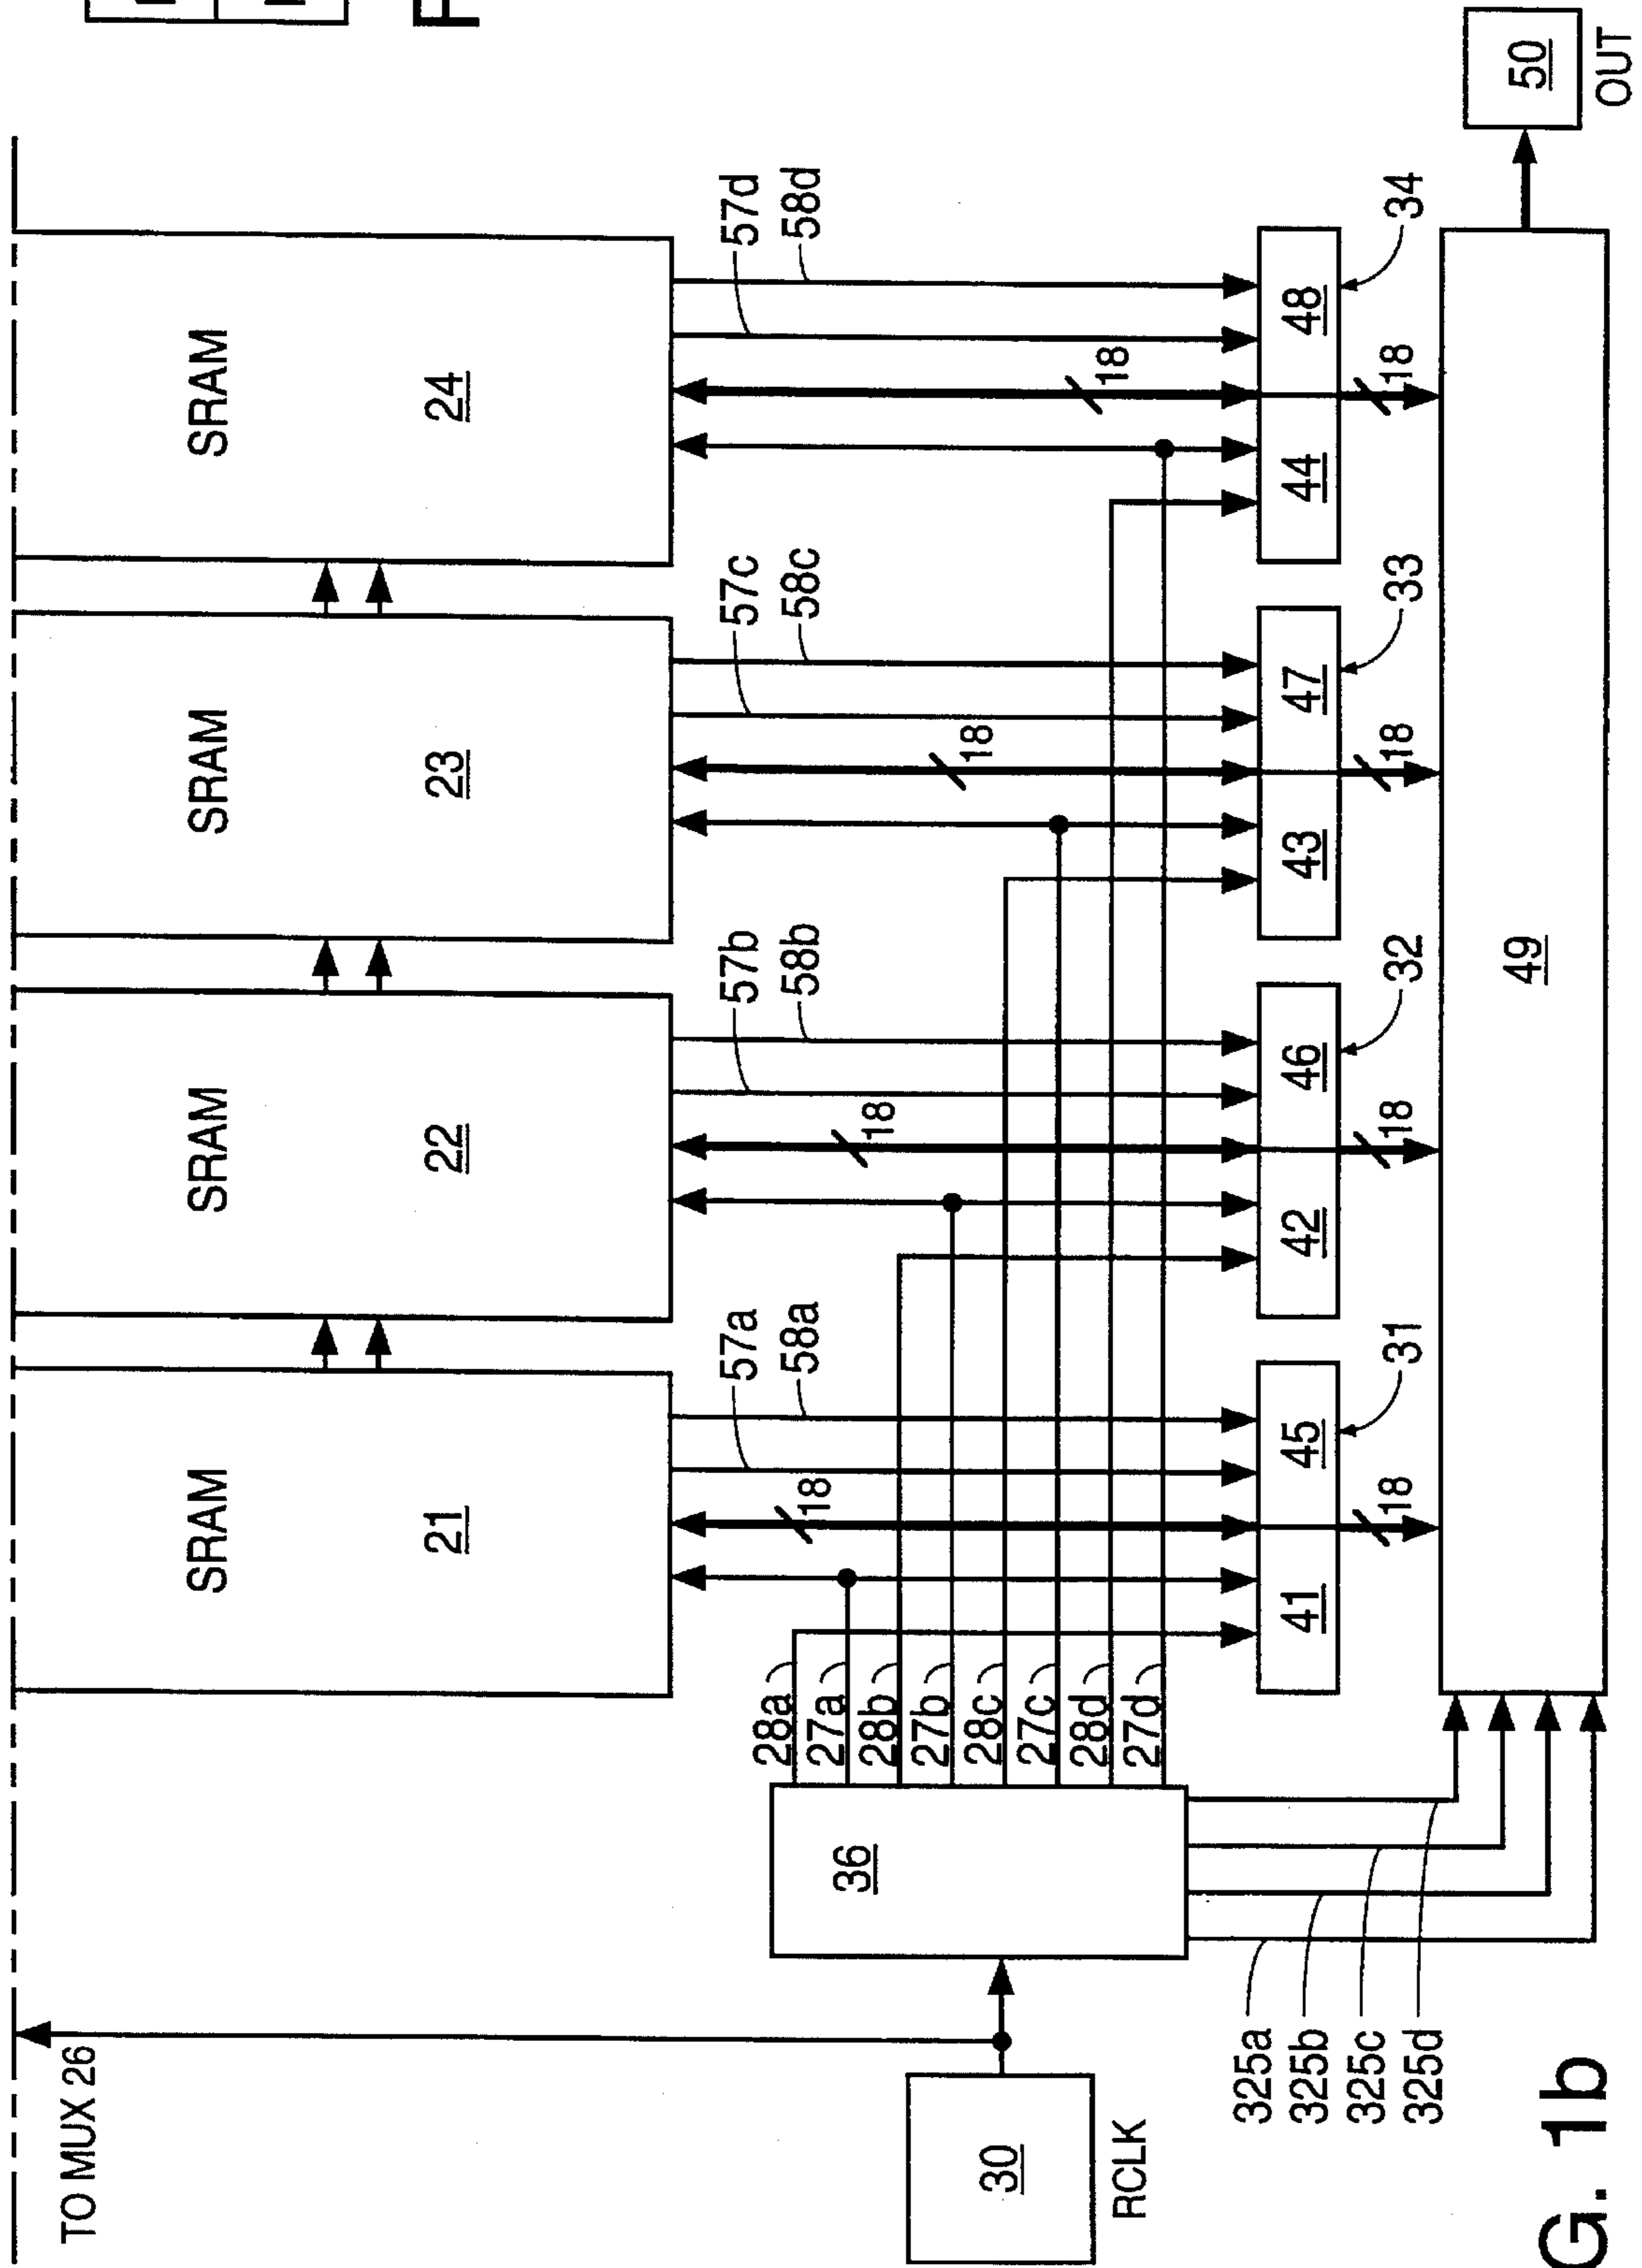 SRAM
21
SRAM
22
SRAM
23
SRAM
24
TO MUX 26
57a
58a
57b
58b
57c
58c
57d
58d
18
18
18
18
28a
27a
28b
27b
28c
27c
28d
27d
36
30
RCLK
41
45
42
46
43
47
44
48
31
32
33
34
18
18
18
18
325a
325b
325c
325d
49
50
OUT
G. 1b